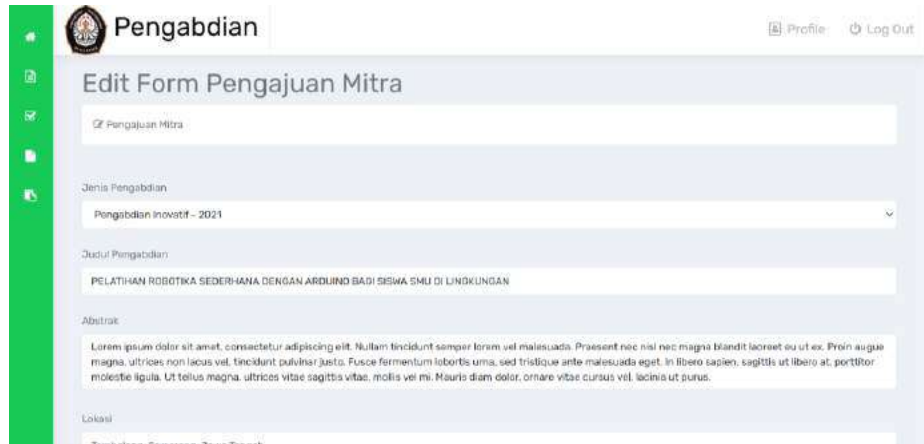 Pengabdian
Profile
Log Out
Edit Form Pengajuan Mitra
Pengajuan Mitra
Jenis Pengabdian
Pengabdian Inovatif - 2021
Judul Pengabdian
PELATIHAN ROBOTIKA SEDERHANA DENGAN ARDUINO BAGI SISWA SMU DI LINGKUNGAN
Abstrak
Lorem ipsum dolor sit amet, consectetur adipiscing elit. Nullam tincidunt semper lorem vel malesuada. Praesent nec nisl nec magna blandit laoreet eu ut ex. Proin augue
magna, ultrices non lacus vel, tincidunt pulvinar justo. Fusce fermentum lobortis urna, sed tristique ante malesuada eget. In libero sapien, sagittis ut libero at, porttitor
molestie ligula. Ut tellus magna, ultrices vitae sagittis vitae, mollis vel mi. Mauris diam dolor, ornare vitae cursus vel, lacinia ut purus.
Lokasi